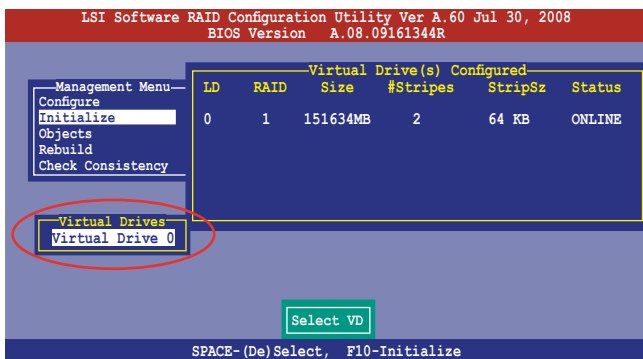 LSI Software RAID Configuration Utility Ver A.60 Jul 30, 2008
BIOS Version A.08.09161344R
Virtual Drive(s) Configured
LD RAID Size #Stripes StripSz Status
0 1 151634MB 2 64 KB ONLINE
Management Menu
Configure
Initialize
Objects
Rebuild
Check Consistency
Virtual Drives
Virtual Drive 0
Select VD
SPACE-(De)Select, F10-Initialize